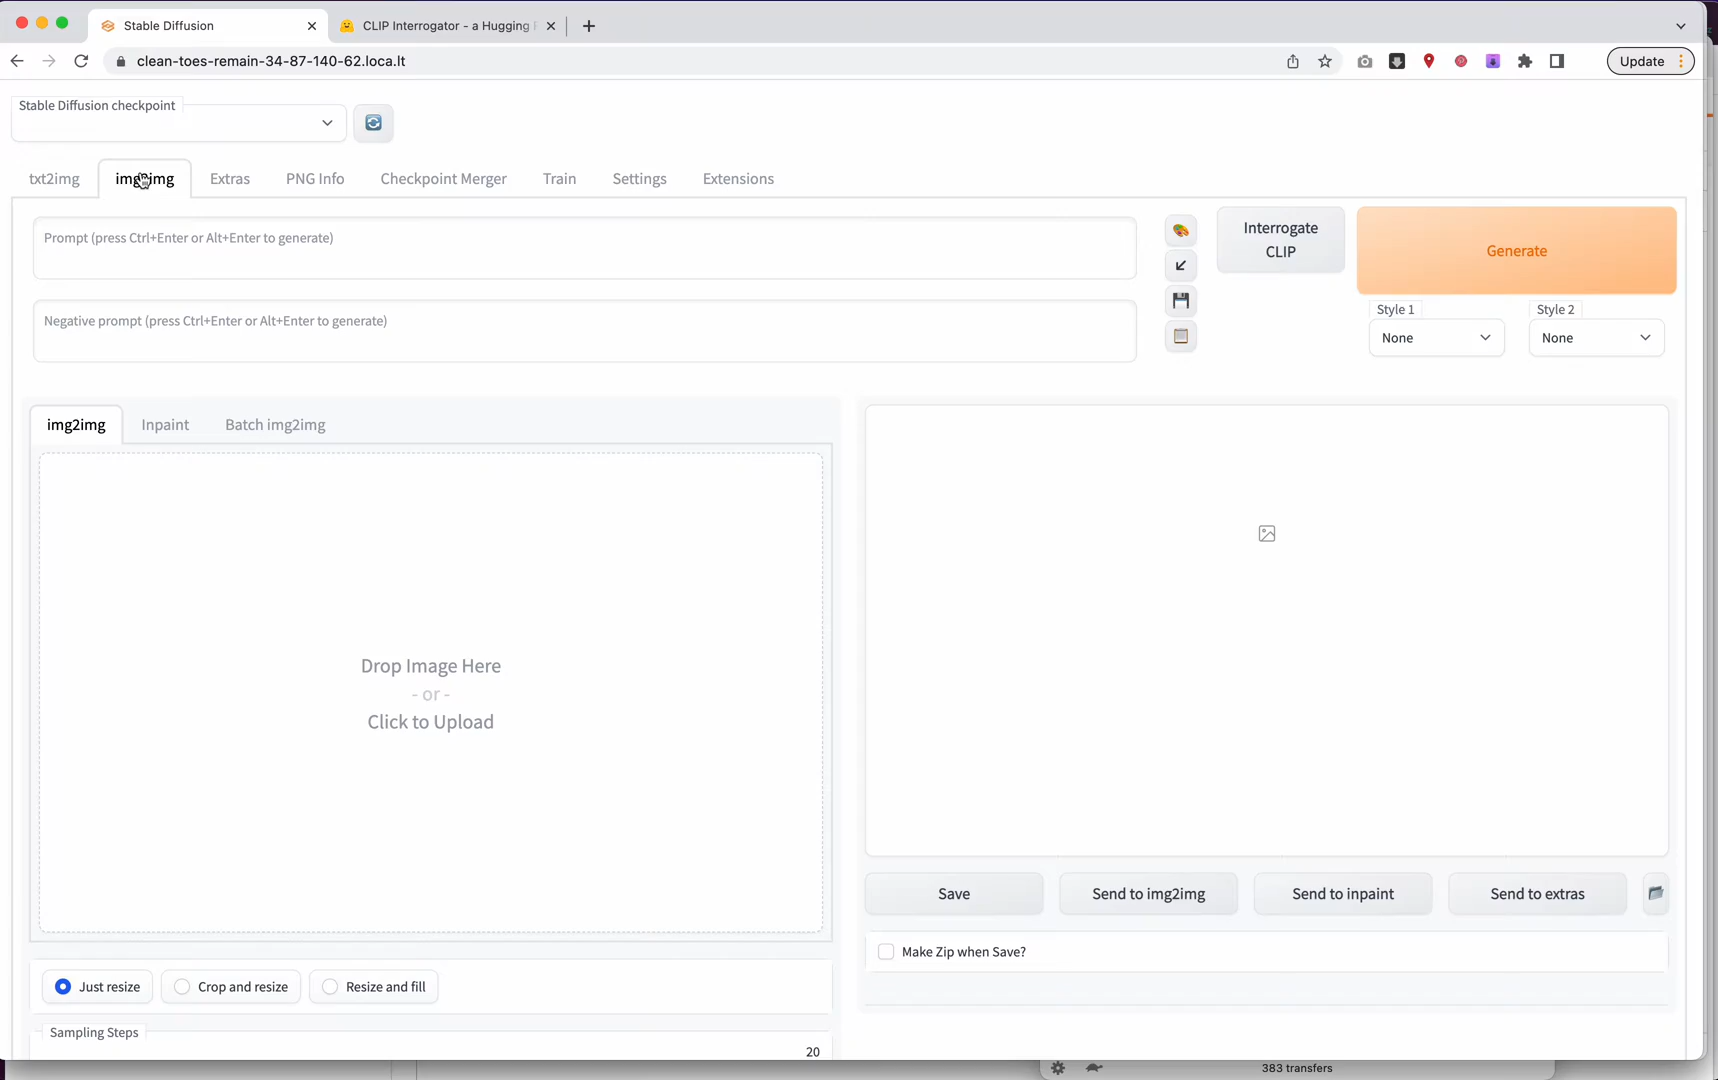 Stable Diffusion
CLIP Interrogator - a Hugging
clean-toes-remain-34-87-140-62.loca.lt
Update
Stable Diffusion checkpoint
txt2img
Extras
PNG Info
Checkpoint Merger
Train
Settings
Extensions
Prompt (press Ctrl+Enter or Alt+Enter to generate)
Interrogate
CLIP
Generate
Negative prompt (press Ctrl+Enter or Alt+Enter to generate)
Style 1
Style 2
None
None
img2img
Inpaint
Batch img2img
Drop Image Here
- or -
Click to Upload
Save
Send to img2img
Send to inpaint
Send to extras
Make Zip when Save?
Just resize
Crop and resize
Resize and fill
Sampling Steps
20
383 transfers